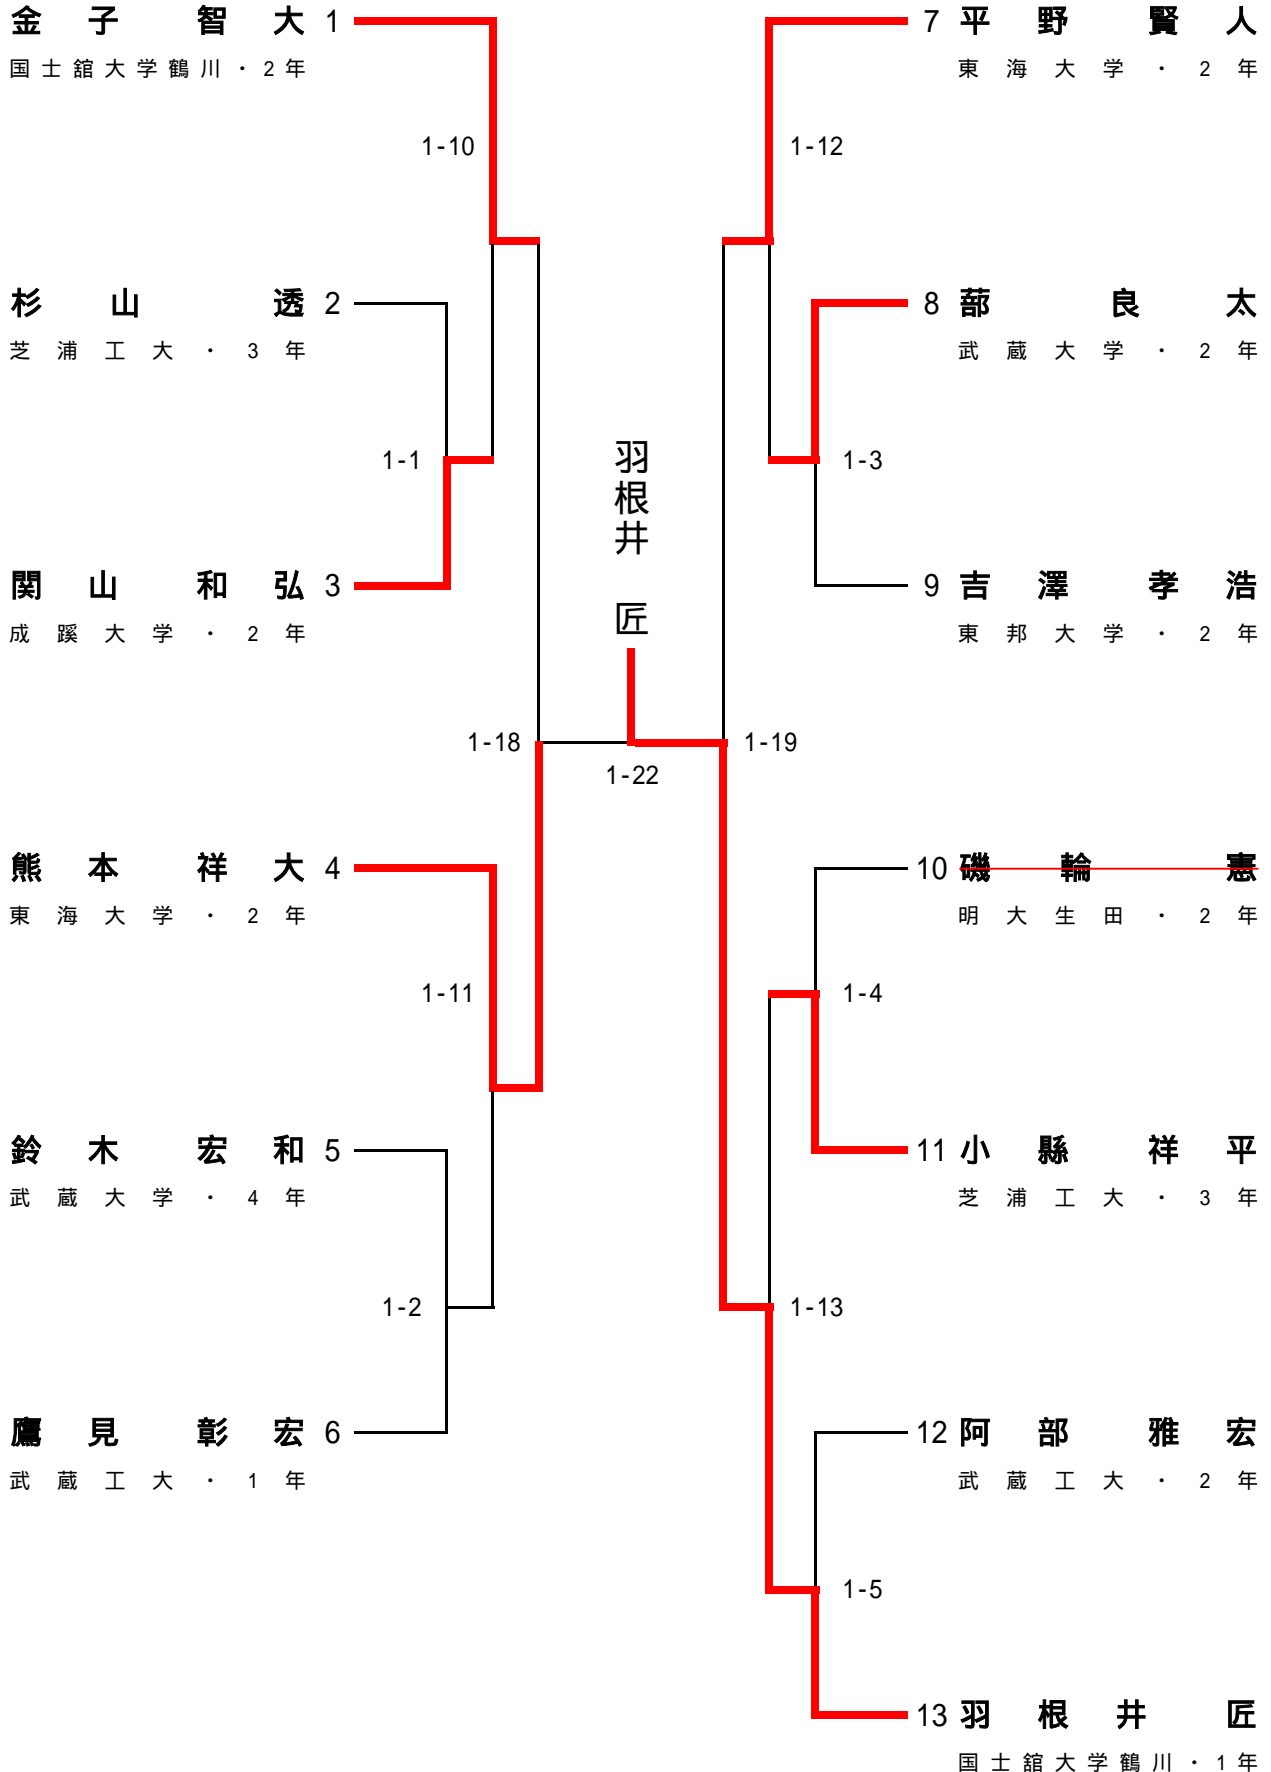 金子 智大 1
国士舘大学鶴川・2年
1-10
杉山 透 2
芝浦工大・3年
1-1
関山 和弘 3
成蹊大学・2年
1-18
熊本 祥大 4
東海大学・2年
1-11
鈴木 宏和 5
武蔵大学・4年
1-2
鷹見 彰宏 6
武蔵工大・1年
羽根井 匠
1-22
7 平野 賢人
東海大学・2年
1-12
8 蔀 良太
武蔵大学・2年
1-3
9 吉澤 孝浩
東邦大学・2年
1-19
10 磯輪 憲
明大生田・2年
1-4
11 小縣 祥平
芝浦工大・3年
1-13
12 阿部 雅宏
武蔵工大・2年
1-5
13 羽根井 匠
国士舘大学鶴川・1年